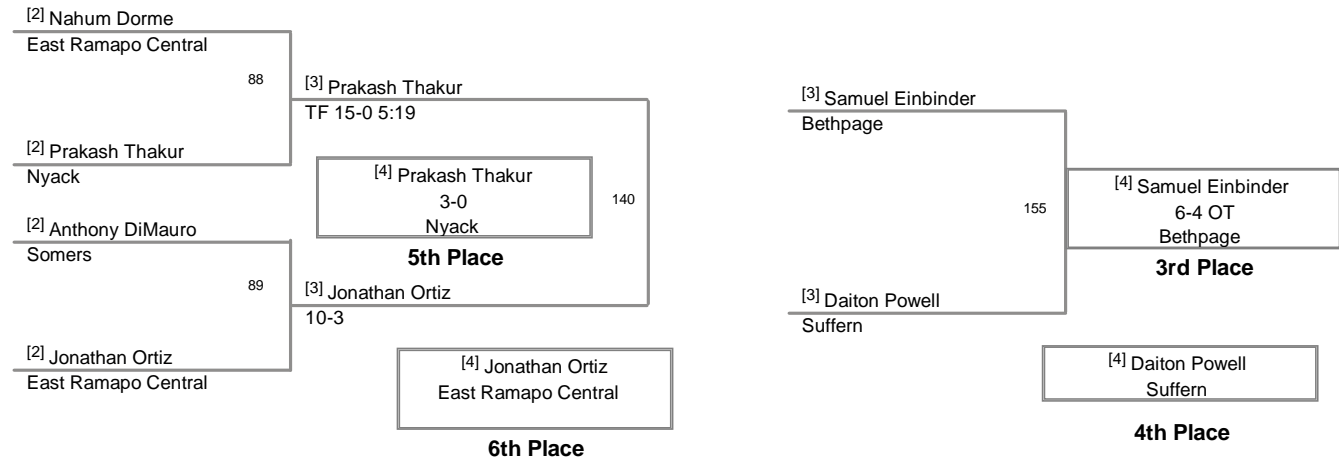 [2] Nahum Dorme
East Ramapo Central
88
[3] Prakash Thakur
TF 15-0 5:19
[2] Prakash Thakur
Nyack
[4] Prakash Thakur
3-0
Nyack
5th Place
140
[2] Anthony DiMauro
Somers
89
[3] Jonathan Ortiz
10-3
[2] Jonathan Ortiz
East Ramapo Central
[4] Jonathan Ortiz
East Ramapo Central
6th Place
[3] Samuel Einbinder
Bethpage
155
[4] Samuel Einbinder
6-4 OT
Bethpage
3rd Place
[3] Daiton Powell
Suffern
[4] Daiton Powell
Suffern
4th Place